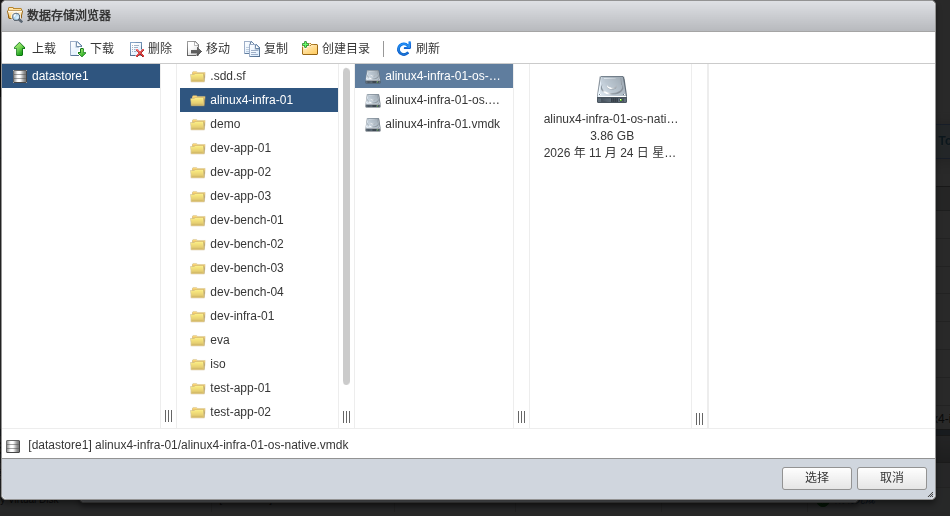 数据存储浏览器
上载 下载 删除 移动 复制 创建目录 刷新
datastore1
.sdd.sf
alinux4-infra-01
demo
dev-app-01
dev-app-02
dev-app-03
dev-bench-01
dev-bench-02
dev-bench-03
dev-bench-04
dev-infra-01
eva
iso
test-app-01
test-app-02
alinux4-infra-01-os-...
alinux4-infra-01-os....
alinux4-infra-01.vmdk
alinux4-infra-01-os-nati...
3.86 GB
2026 年 11 月 24 日 星...
[datastore1] alinux4-infra-01/alinux4-infra-01-os-native.vmdk
选择 取消